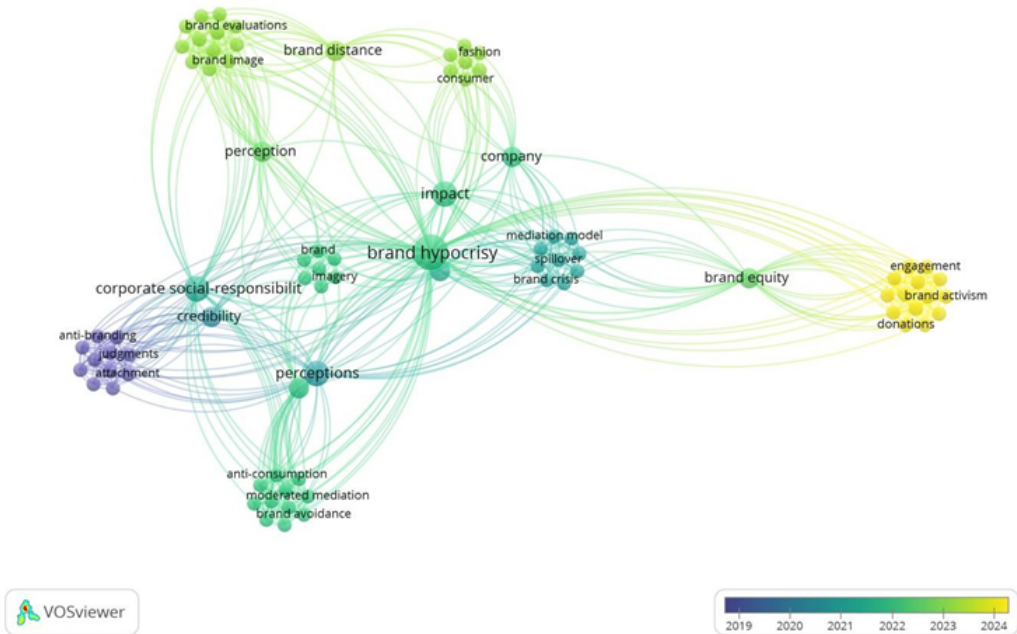 brand evaluations
brand distance
fashion
brand image
consumer
perception
company
impact
mediation model
brand
brand hypocrisy
spillover
engagement
imagery
brand crisis
brand equity
corporate social-responsibilit
brand activism
credibility
donations
anti-branding
judgments
attachment
perceptions
anti-consumption
moderated mediation
brand avoidance
VOSviewer
2019 2020 2021 2022 2023 2024